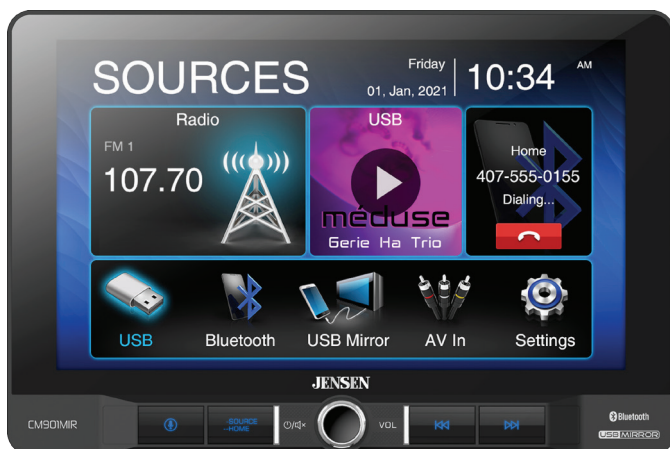 SOURCES
Friday
01, Jan, 2021
10:34 AM
Radio
FM 1
107.70
USB
méduse
Gerie Ha Trio
Home
407-555-0155
Dialing...
USB
Bluetooth
USB Mirror
AV In
Settings
JENSEN
CM901MIR
SOURCE
HOME
VOL
Bluetooth
USB MIRROR